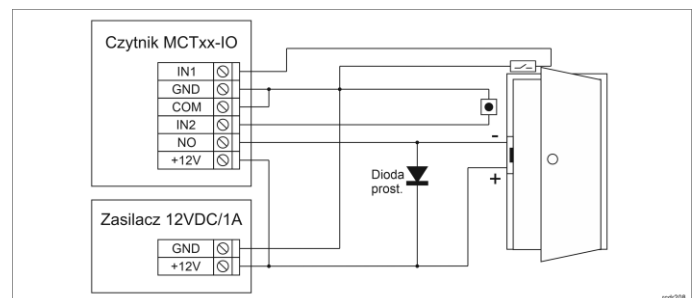 Czytnik MCTxx-IO
IN1
GND
COM
IN2
NO
+12V
-
+
Dioda
prost.
Zasilacz 12VDC/1A
GND
+12V